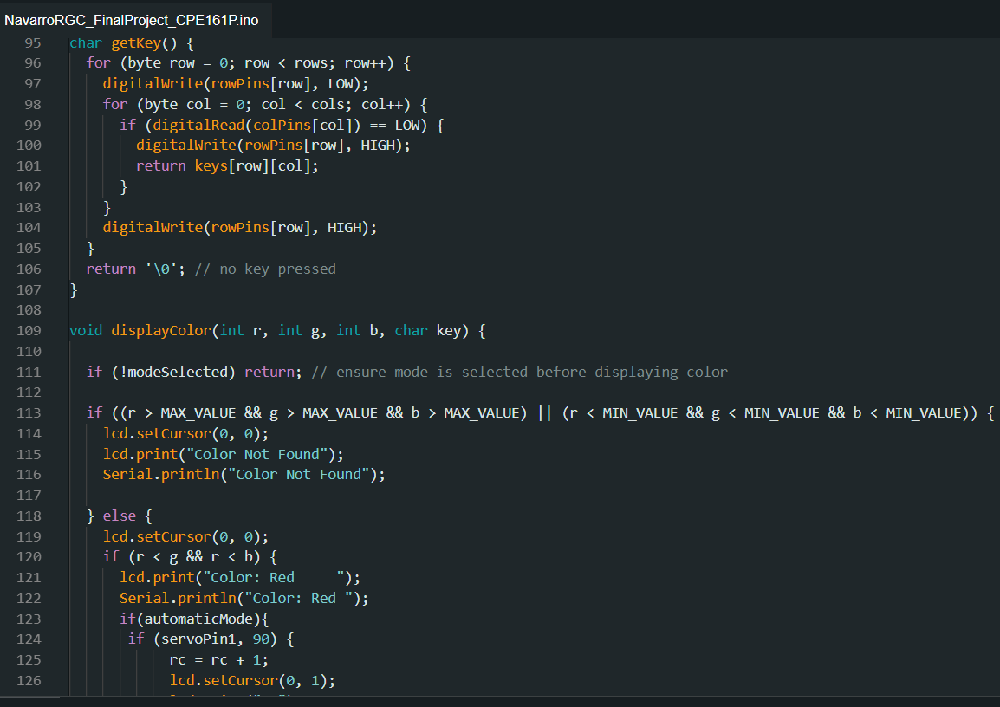 NavarroRGC_FinalProject_CPE161P.ino
95 char getKey() {
96 for (byte row = 0; row < rows; row++) {
97 digitalWrite(rowPins[row], LOW);
98 for (byte col = 0; col < cols; col++) {
99 if (digitalRead(colPins[col]) == LOW) {
100 digitalWrite(rowPins[row], HIGH);
101 return keys[row][col];
102 }
103 }
104 digitalWrite(rowPins[row], HIGH);
105 }
106 return '\0'; // no key pressed
107 }
108
109 void displayColor(int r, int g, int b, char key) {
110
111 if (!modeSelected) return; // ensure mode is selected before displaying color
112
113 if ((r > MAX_VALUE && g > MAX_VALUE && b > MAX_VALUE) || (r < MIN_VALUE && g < MIN_VALUE && b < MIN_VALUE)) {
114 lcd.setCursor(0, 0);
115 lcd.print("Color Not Found");
116 Serial.println("Color Not Found");
117
118 } else {
119 lcd.setCursor(0, 0);
120 if (r < g && r < b) {
121 lcd.print("Color: Red     ");
122 Serial.println("Color: Red ");
123 if(automaticMode){
124 if (servoPin1, 90) {
125 rc = rc + 1;
126 lcd.setCursor(0, 1);